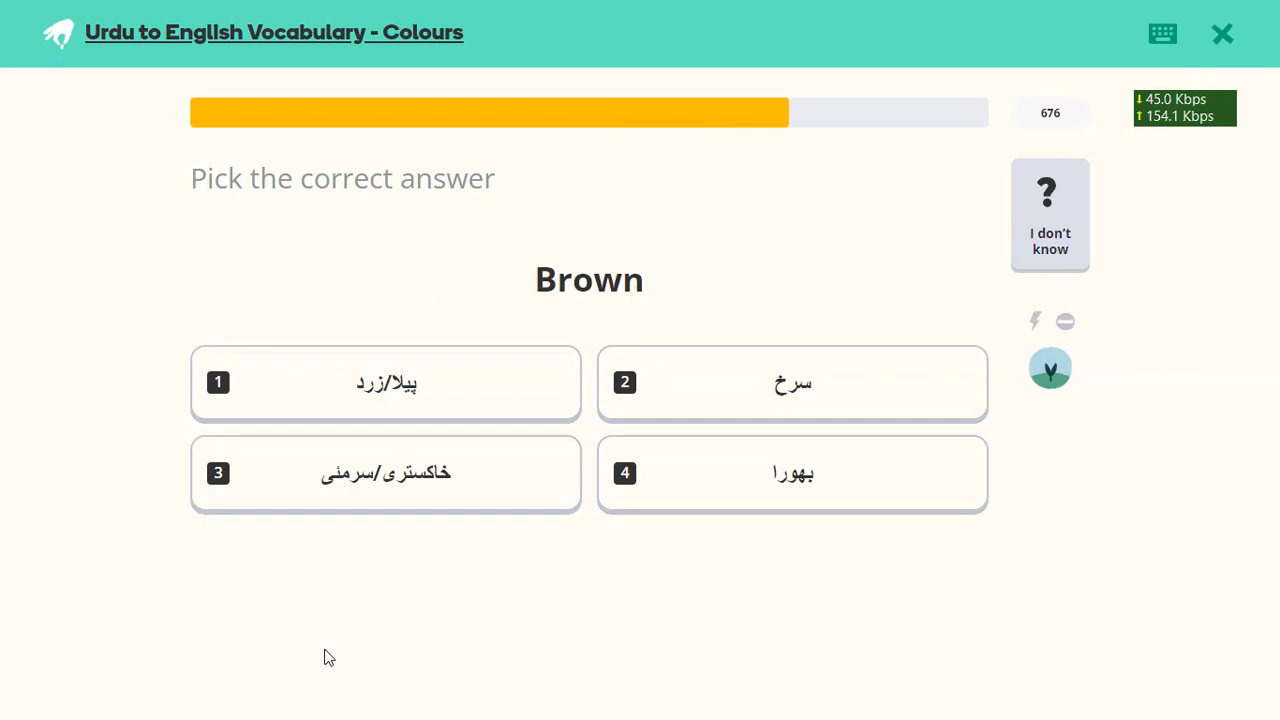 Urdu to English Vocabulary - Colours
45.0 Kbps
154.1 Kbps
676
Pick the correct answer
?
I don't
know
Brown
1 پیلا/زرد
2 سرخ
3 خاکستری/سرمئی
4 بھورا